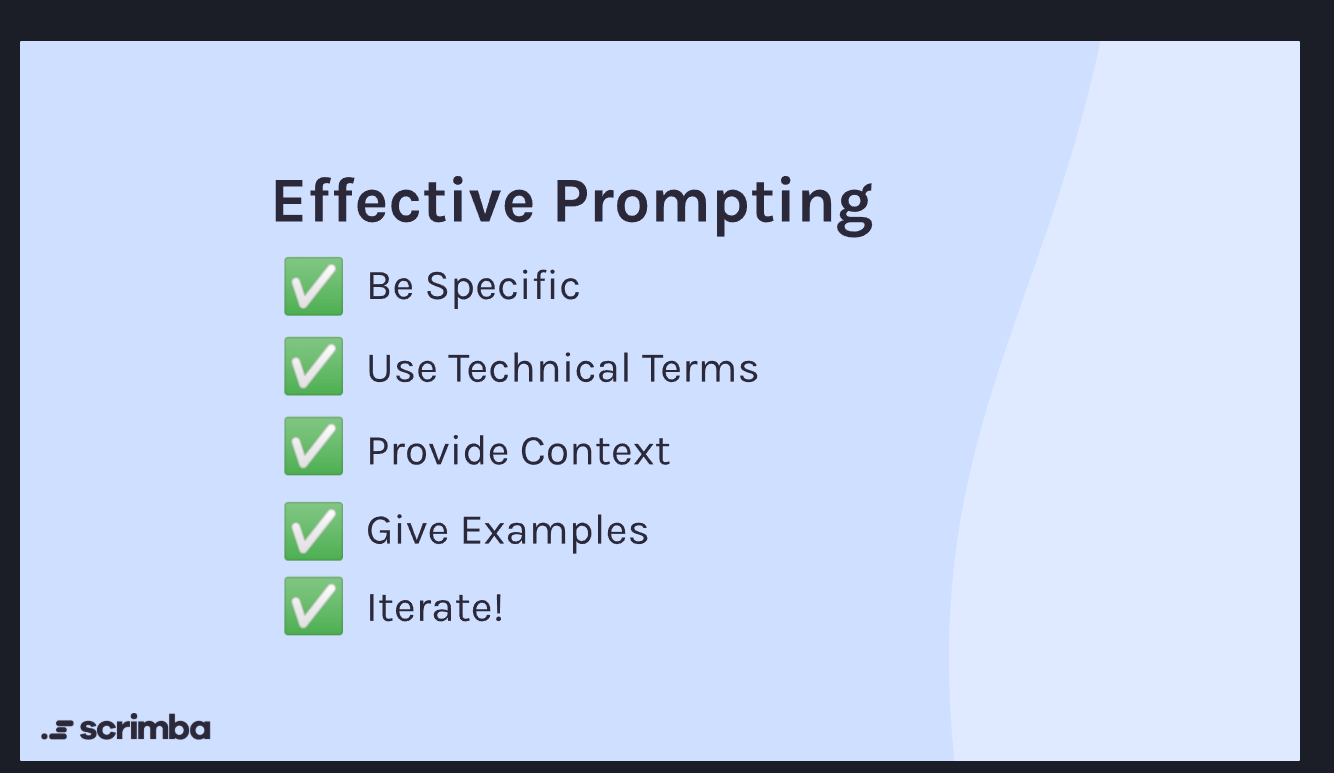 Effective Prompting
✅ Be Specific
✅ Use Technical Terms
✅ Provide Context
✅ Give Examples
✅ Iterate!
scrimba